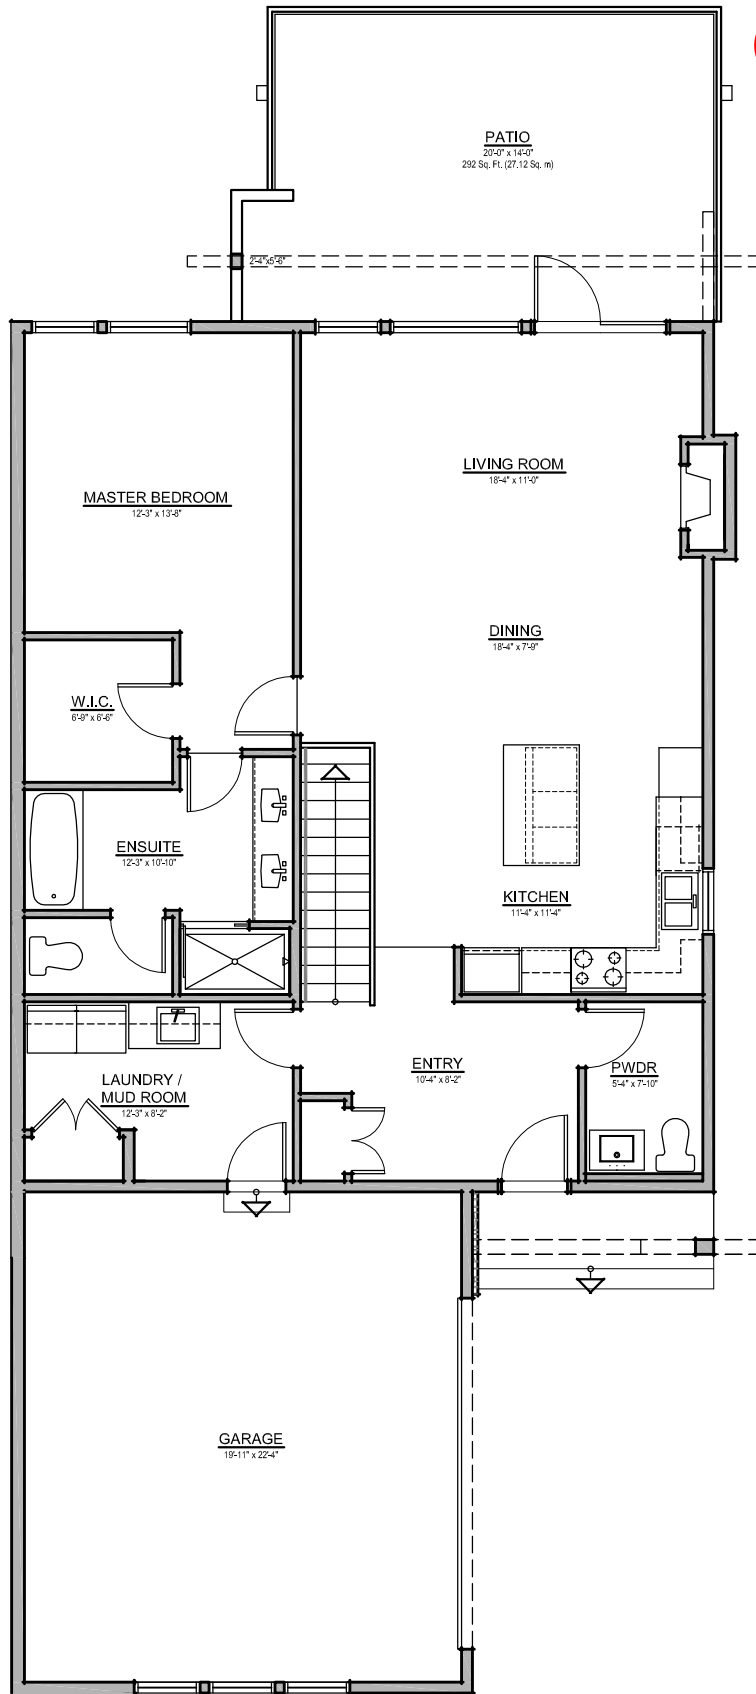 PATIO
20'-0" x 14'-0"
292 Sq. Ft. (27.12 Sq. m)
2'-4"x5'-6"
LIVING ROOM
18'-4" x 11'-0"
MASTER BEDROOM
12'-3" x 13'-8"
DINING
18'-4" x 7'-9"
W.I.C.
6'-9" x 6'-6"
ENSUITE
12'-3" x 10'-10"
KITCHEN
11'-4" x 11'-4"
ENTRY
10'-4" x 8'-2"
PWDR
5'-4" x 7'-10"
LAUNDRY /
MUD ROOM
12'-3" x 8'-2"
GARAGE
19'-11" x 22'-4"